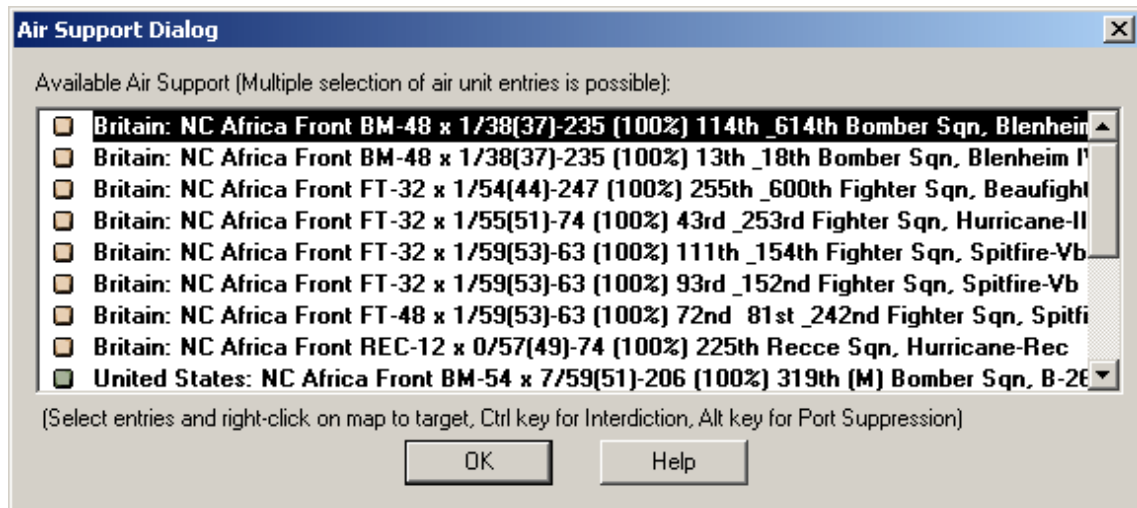 Air Support Dialog
Available Air Support (Multiple selection of air unit entries is possible):
Britain: NC Africa Front BM-48 x 1/38(37)-235 (100%) 114th _614th Bomber Sqn, Blenhein
Britain: NC Africa Front BM-48 x 1/38(37)-235 (100%) 13th _18th Bomber Sqn, Blenheim I'
Britain: NC Africa Front FT-32 x 1/54(44)-247 (100%) 255th _600th Fighter Sqn, Beaufight
Britain: NC Africa Front FT-32 x 1/55(51)-74 (100%) 43rd _253rd Fighter Sqn, Hurricane-II
Britain: NC Africa Front FT-32 x 1/59(53)-63 (100%) 111th _154th Fighter Sqn, Spitfire-Vb
Britain: NC Africa Front FT-32 x 1/59(53)-63 (100%) 93rd _152nd Fighter Sqn, Spitfire-Vb
Britain: NC Africa Front FT-48 x 1/59(53)-63 (100%) 72nd 81st _242nd Fighter Sqn, Spitfi
Britain: NC Africa Front REC-12 x 0/57(49)-74 (100%) 225th Recce Sqn, Hurricane-Rec
United States: NC Africa Front BM-54 x 7/59(51)-206 (100%) 319th (M) Bomber Sqn, B-26
(Select entries and right-click on map to target, Ctrl key for Interdiction, Alt key for Port Suppression)
OK Help